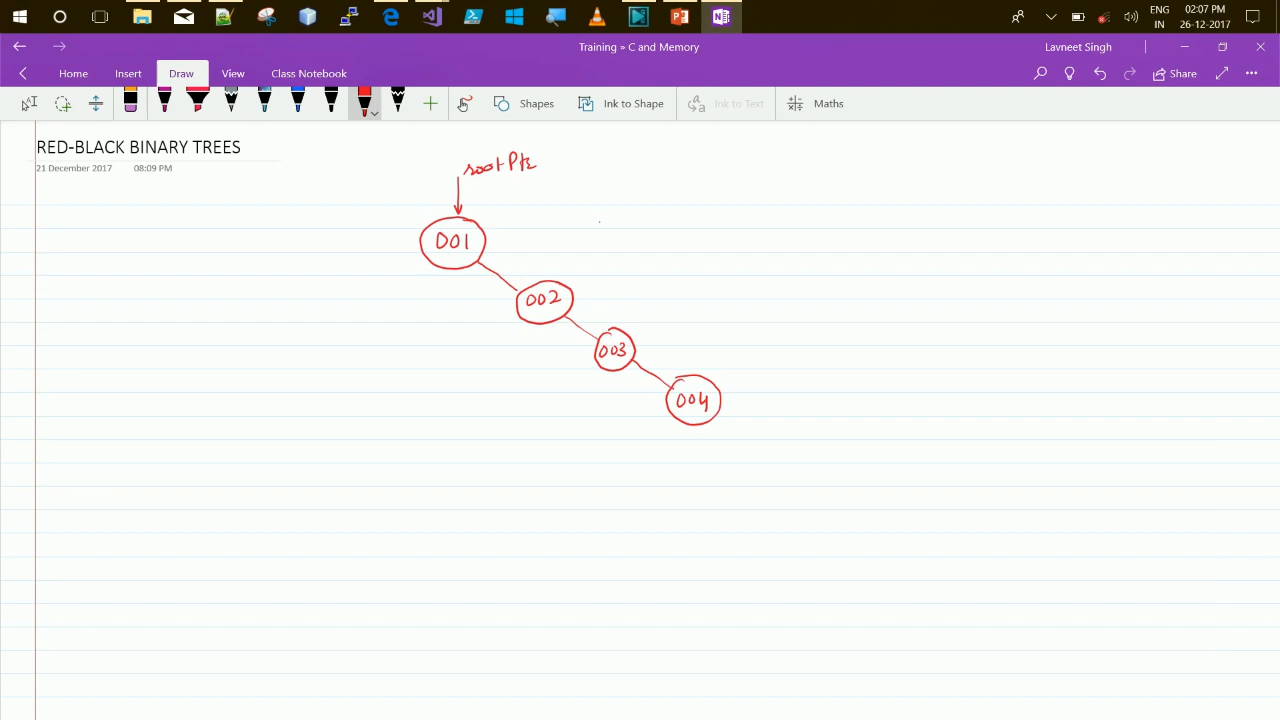 ENG
IN
02:07 PM
26-12-2017
Training » C and Memory
Lavneet Singh
Home Insert Draw View Class Notebook
Share
Shapes
Ink to Shape
Ink to Text
Maths
RED-BLACK BINARY TREES
21 December 2017 08:09 PM
rootPtr
001
002
003
004